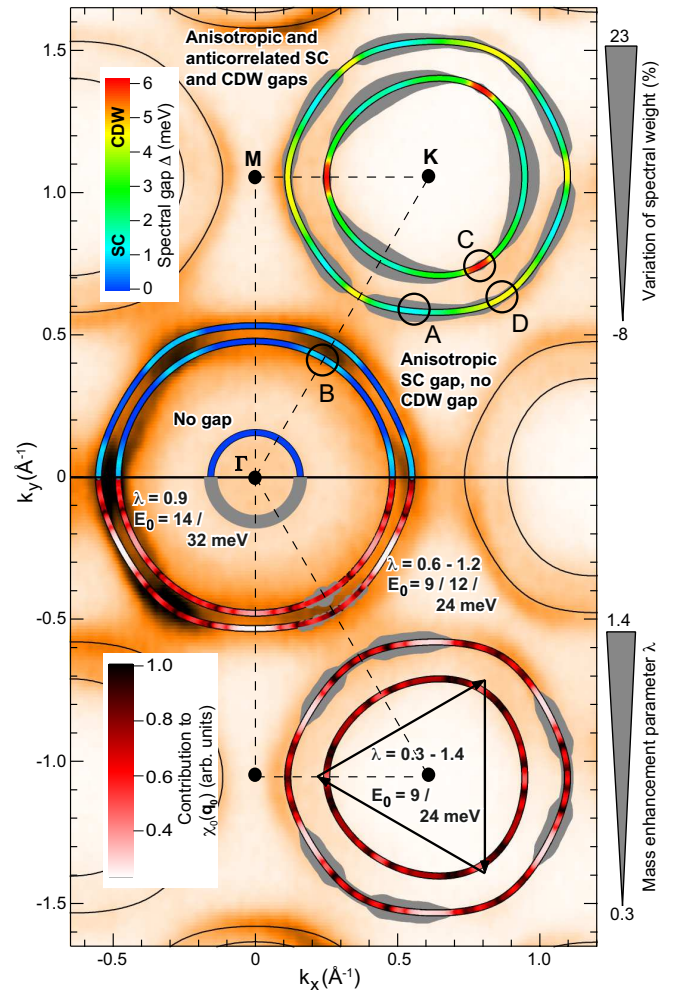 Anisotropic and
anticorrelated SC
and CDW gaps
23
Variation of spectral weight (%)
-8
6
5
4
3
2
1
0
CDW
SC
Spectral gap Δ (meV)
M
K
C
A
D
B
Anisotropic
SC gap, no
CDW gap
No gap
Γ
λ = 0.9
E₀ = 14 /
32 meV
λ = 0.6 - 1.2
E₀ = 9 / 12 /
24 meV
1.4
Mass enhancement parameter λ
0.3
1.0
0.8
0.6
0.4
Contribution to
χ₀(q₀) (arb. units)
λ = 0.3 - 1.4
E₀ = 9 /
24 meV
1.5
1.0
0.5
0
-0.5
-1.0
-1.5
k_y (Å⁻¹)
-0.5
0
0.5
1.0
k_x (Å⁻¹)